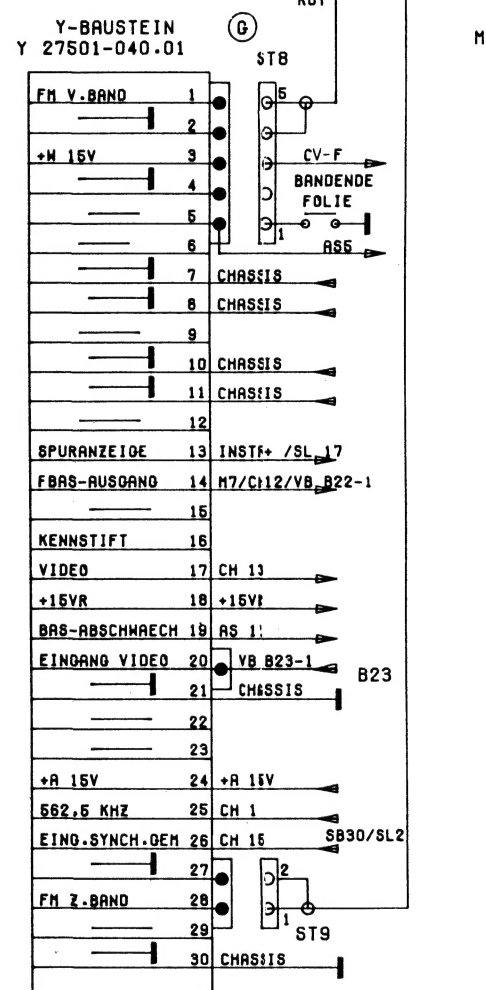 Y-BAUSTEIN G
Y 27501-040.01 ST8 M
FM V.BAND 1 5
2
+W 15V 3 CV-F
4 BANDENDE
FOLIE
5 1
6 AS5
7 CHASSIS
8 CHASSIS
9
10 CHASSIS
11 CHASSIS
12
SPURANZEIGE 13 INSTR+ /SL 17
FBAS-AUSGANG 14 M7/CH12/VB B22-1
15
KENNSTIFT 16
VIDEO 17 CH 13
+15VR 18 +15VR
BAS-ABSCHWAECH 19 AS
EINGANG VIDEO 20 VB B23-1
B23
21 CHASSIS
22
23
+A 15V 24 +A 15V
562,5 KHZ 25 CH 1
EING.SYNCH.GEM 26 CH 15 SB30/SL2
27 2
FM Z.BAND 28 1
29 ST9
30 CHASSIS